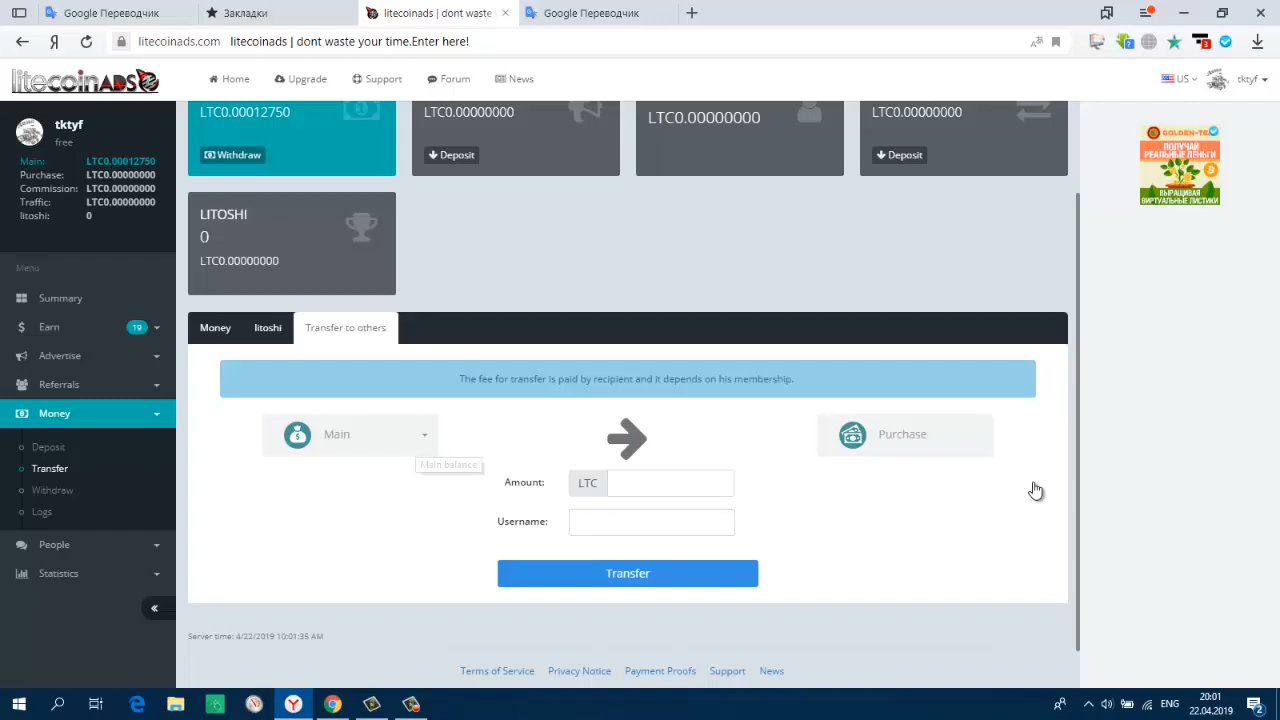 Google Переводчик
Закладки
litecoinads | dont waste
Google Переводчик
litecoinads.com litecoinads | dont waste your time.Enter here!
litecoinADS
Home
Upgrade
Support
Forum
News
US
tktyf
tktyf
free
Main: LTC0.00012750
Purchase: LTC0.00000000
Commission: LTC0.00000000
Traffic: LTC0.00000000
litoshi: 0
Menu
Summary
Earn 19
Advertise
Referrals
Money
Deposit
Transfer
Withdraw
Logs
People
Statistics
LTC0.00012750
Withdraw
LTC0.00000000
Deposit
LTC0.00000000
LTC0.00000000
Deposit
LITOSHI
0
LTC0.00000000
Money
litoshi
Transfer to others
The fee for transfer is paid by recipient and it depends on his membership.
Main
Purchase
Main balance
Amount: LTC
Username:
Transfer
Server time: 4/22/2019 10:01:35 AM
Terms of Service Privacy Notice Payment Proofs Support News
ПОЛУЧАЙ
РЕАЛЬНЫЕ ДЕНЬГИ
ВЫРАЩИВАЯ
ВИРТУАЛЬНЫЕ ЛИСТИКИ
ENG
20:01
22.04.2019